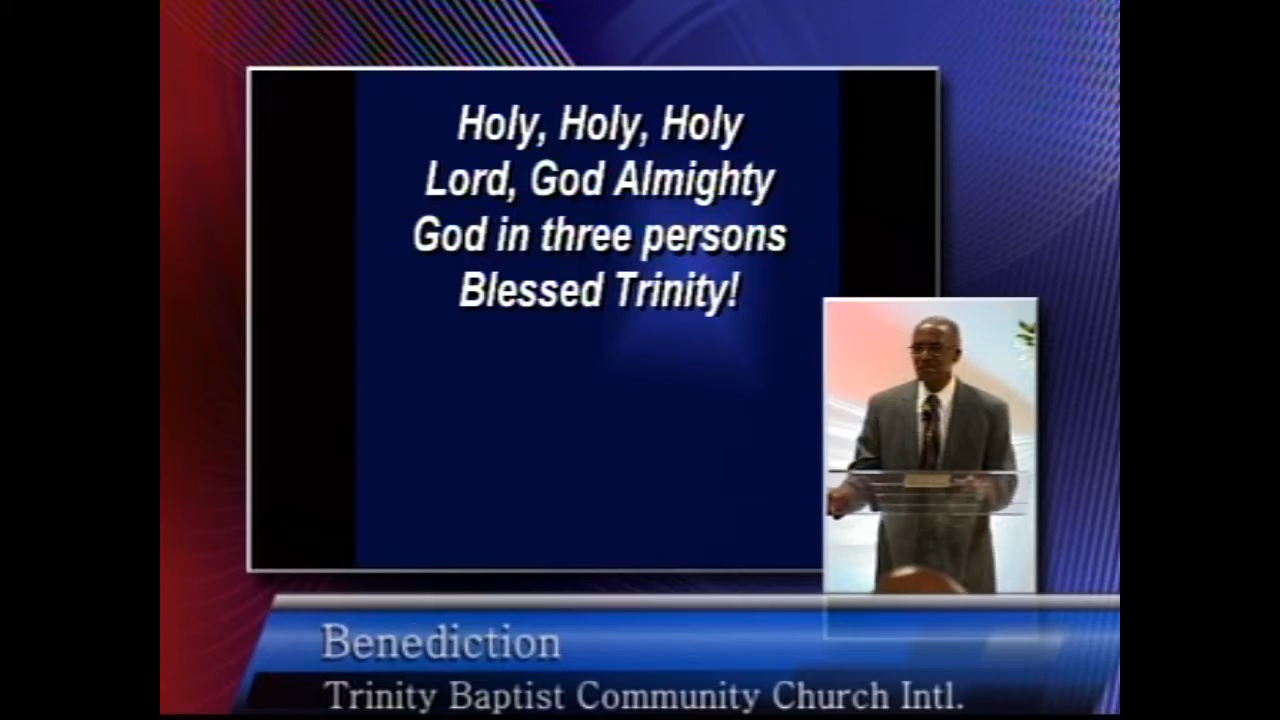 Holy, Holy, Holy
Lord, God Almighty
God in three persons
Blessed Trinity!
Benediction
Trinity Baptist Community Church Intl.